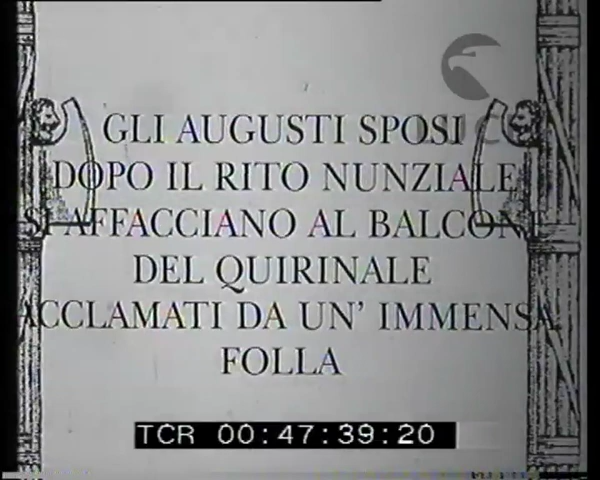 GLI AUGUSTI SPOSI
DOPO IL RITO NUNZIALE
SI AFFACCIANO AL BALCONE
DEL QUIRINALE
ACCLAMATI DA UN' IMMENSA
FOLLA
TCR 00:47:39:20